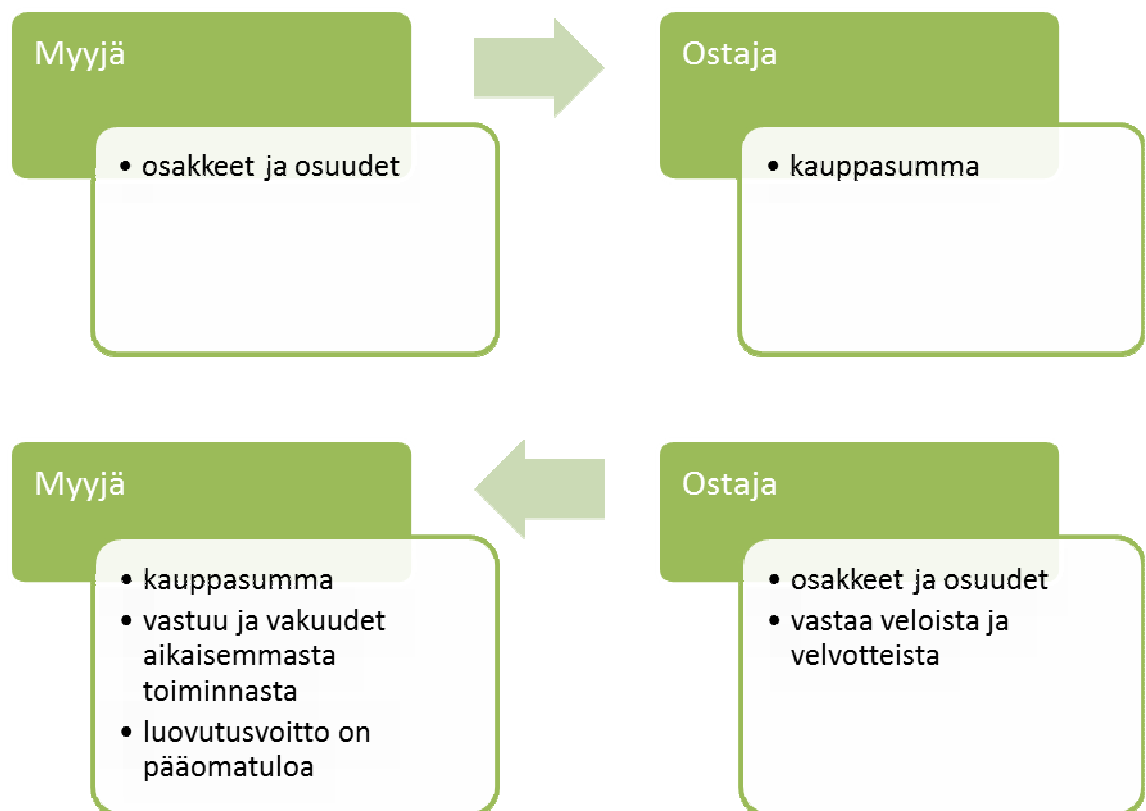 Myyjä
• osakkeet ja osuudet
Ostaja
• kauppasumma
Myyjä
• kauppasumma
• vastuu ja vakuudet
aikaisemmasta
toiminnasta
• luovutusvoitto on
pääomatuloa
Ostaja
• osakkeet ja osuudet
• vastaa veloista ja
velvotteista